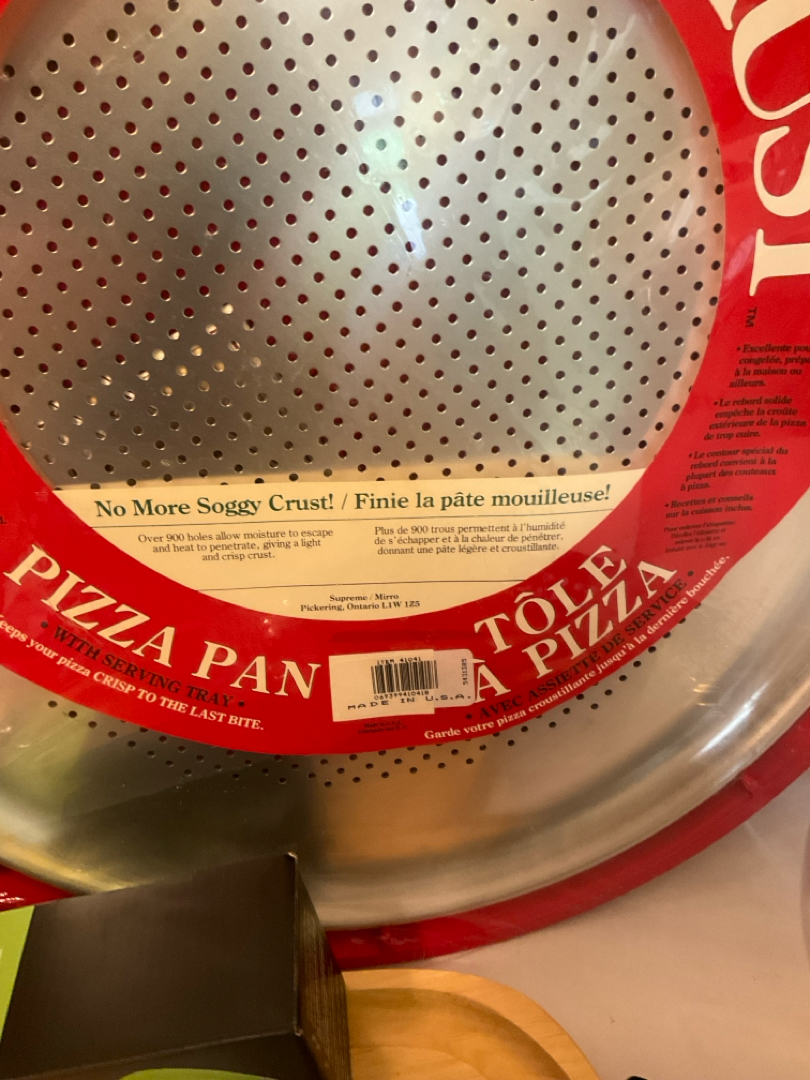 TM
• Excellente pou
congelée, prépa
à la maison ou
ailleurs.
• Le rebord solide
empêche la croûte
extérieure de la pizza
de trop cuire.
• Le contour spécial du
rebord convient à la
plupart des couteaux
à pizza.
• Recettes et conseils
sur la cuisson inclus.
No More Soggy Crust! / Finie la pâte mouilleuse!
Over 900 holes allow moisture to escape
and heat to penetrate, giving a light
and crisp crust.
Plus de 900 trous permettent à l'humidité
de s'échapper et à la chaleur de pénétrer,
donnant une pâte légère et croustillante.
Supreme / Mirro
Pickering, Ontario L1W 1Z5
PIZZA PAN
• WITH SERVING TRAY •
eeps your pizza CRISP TO THE LAST BITE.
TÔLE
À PIZZA
• AVEC ASSIETTE DE SERVICE •
Garde votre pizza croustillante jusqu'à la dernière bouchée.
ITEM 41041
MADE IN U.S.A.